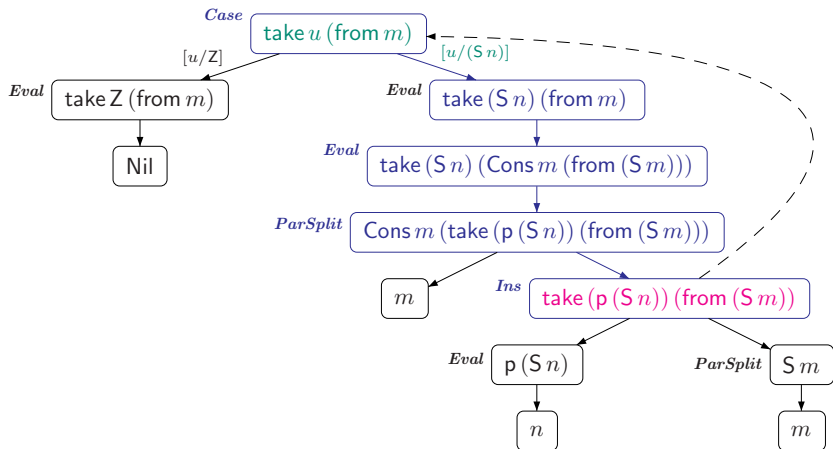 Case
take u (from m)
[u/Z]
[u/(S n)]
Eval
take Z (from m)
Eval
take (S n) (from m)
Nil
Eval
take (S n) (Cons m (from (S m)))
ParSplit
Cons m (take (p (S n)) (from (S m)))
m
Ins
take (p (S n)) (from (S m))
Eval
p (S n)
ParSplit
S m
n
m